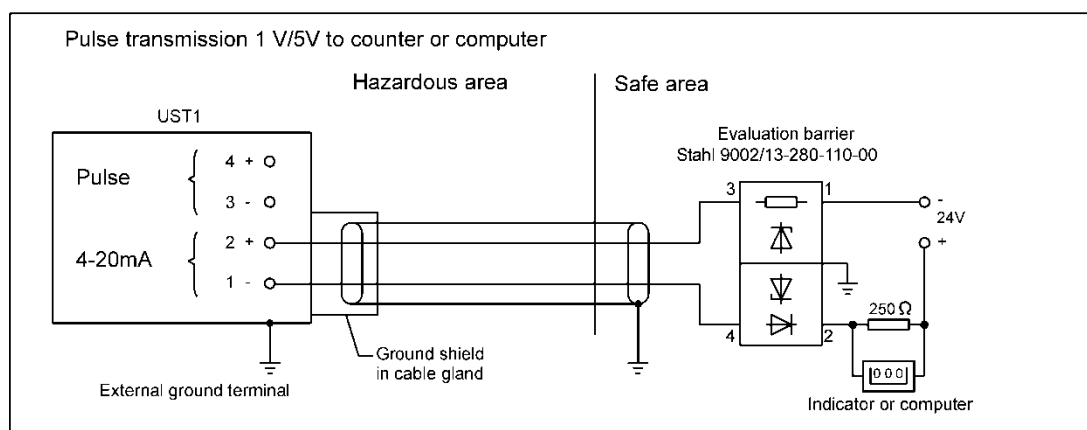 Pulse transmission 1 V/5V to counter or computer
Hazardous area
Safe area
UST1
Evaluation barrier
Stahl 9002/13-280-110-00
Pulse
4 + 
3 -
4-20mA
2 +
1 -
3
1
-
24V
+
4
2
250 Ω
000
External ground terminal
Ground shield
in cable gland
Indicator or computer